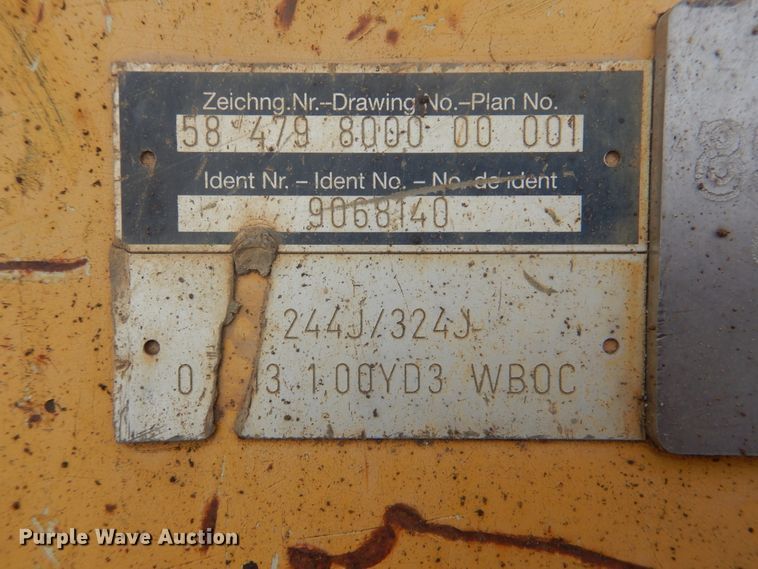 Zeichng.Nr.–Drawing No.–Plan No.
58 479 8000 00 001
Ident Nr. – Ident No. – No. de ident
9068140
244J/324J
0 3 1.00YD3 WBOC
8
Purple Wave Auction